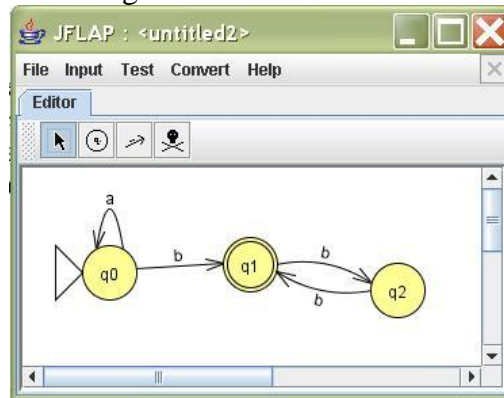 JFLAP : <untitled2>
File Input Test Convert Help
Editor
a
q0
b
q1
b
b
q2